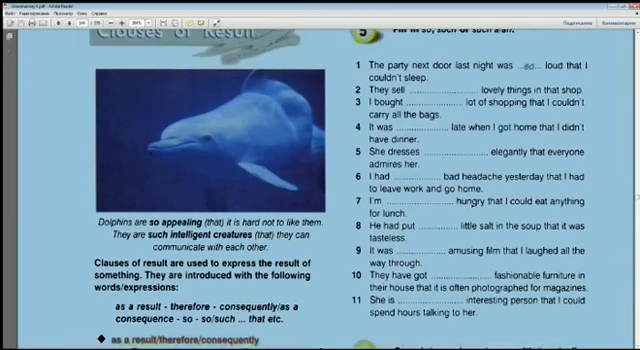 Clauses of Result
Dolphins are so appealing (that) it is hard not to like them.
They are such intelligent creatures (that) they can
communicate with each other.
Clauses of result are used to express the result of
something. They are introduced with the following
words/expressions:
as a result - therefore - consequently/as a
consequence - so - so/such ... that etc.
as a result/therefore/consequently
5 Fill in so, such or such a/an.
1 The party next door last night was ...so... loud that I
couldn't sleep.
2 They sell ........................ lovely things in that shop.
3 I bought .................. lot of shopping that I couldn't
carry all the bags.
4 It was .................. late when I got home that I didn't
have dinner.
5 She dresses ...................... elegantly that everyone
admires her.
6 I had ................ bad headache yesterday that I had
to leave work and go home.
7 I'm ........................ hungry that I could eat anything
for lunch.
8 He had put .............. little salt in the soup that it was
tasteless.
9 It was ................ amusing film that I laughed all the
way through.
10 They have got ...................... fashionable furniture in
their house that it is often photographed for magazines.
11 She is ...................... interesting person that I could
spend hours talking to her.